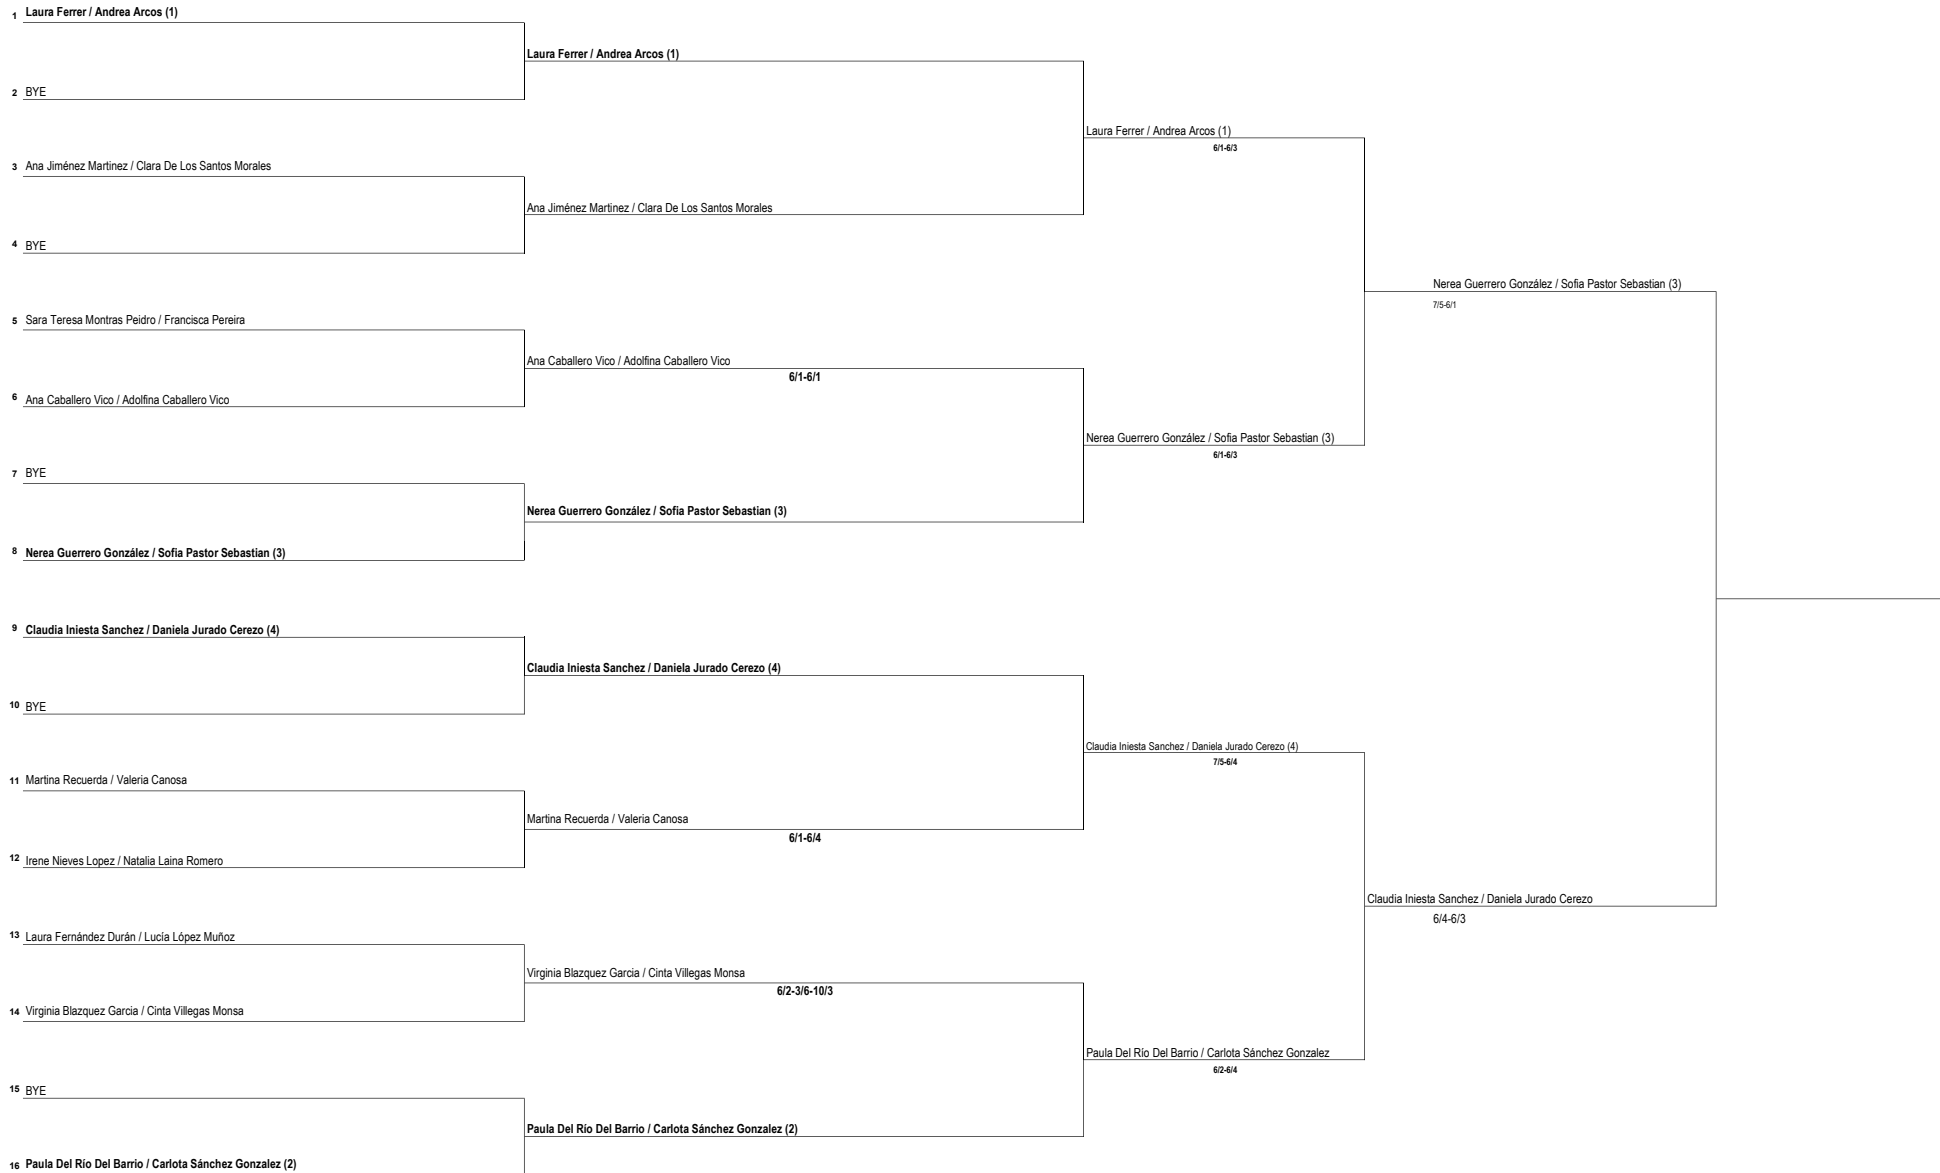 1 Laura Ferrer / Andrea Arcos (1)
Laura Ferrer / Andrea Arcos (1)
2 BYE
Laura Ferrer / Andrea Arcos (1)
6/1-6/3
3 Ana Jiménez Martinez / Clara De Los Santos Morales
Ana Jiménez Martinez / Clara De Los Santos Morales
4 BYE
Nerea Guerrero González / Sofia Pastor Sebastian (3)
7/5-6/1
5 Sara Teresa Montras Peidro / Francisca Pereira
Ana Caballero Vico / Adolfina Caballero Vico
6/1-6/1
6 Ana Caballero Vico / Adolfina Caballero Vico
Nerea Guerrero González / Sofia Pastor Sebastian (3)
6/1-6/3
7 BYE
Nerea Guerrero González / Sofia Pastor Sebastian (3)
8 Nerea Guerrero González / Sofia Pastor Sebastian (3)
9 Claudia Iniesta Sanchez / Daniela Jurado Cerezo (4)
Claudia Iniesta Sanchez / Daniela Jurado Cerezo (4)
10 BYE
Claudia Iniesta Sanchez / Daniela Jurado Cerezo (4)
7/5-6/4
11 Martina Recuerda / Valeria Canosa
Martina Recuerda / Valeria Canosa
6/1-6/4
12 Irene Nieves Lopez / Natalia Laina Romero
Claudia Iniesta Sanchez / Daniela Jurado Cerezo
6/4-6/3
13 Laura Fernández Durán / Lucía López Muñoz
Virginia Blazquez Garcia / Cinta Villegas Monsa
6/2-3/6-10/3
14 Virginia Blazquez Garcia / Cinta Villegas Monsa
Paula Del Río Del Barrio / Carlota Sánchez Gonzalez
6/2-6/4
15 BYE
Paula Del Río Del Barrio / Carlota Sánchez Gonzalez (2)
16 Paula Del Río Del Barrio / Carlota Sánchez Gonzalez (2)